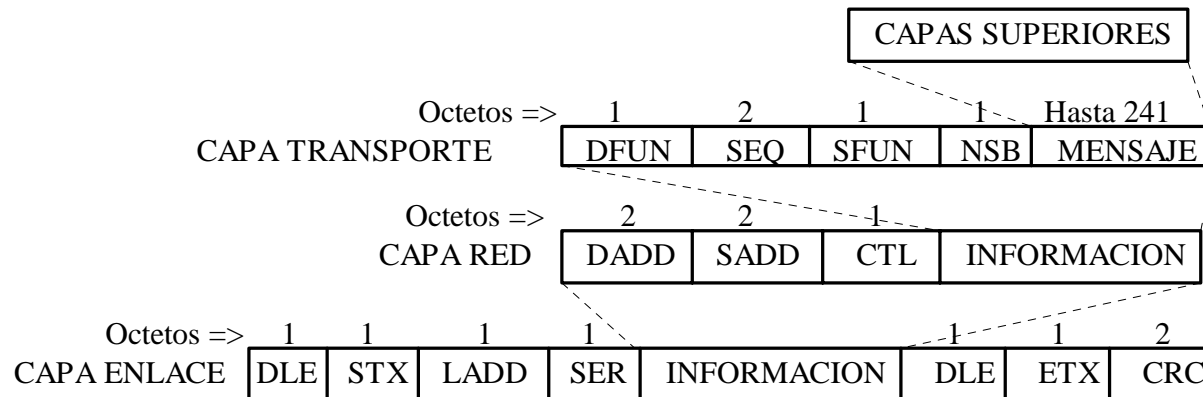 CAPAS SUPERIORES
Octetos => 1 2 1 1 Hasta 241
CAPA TRANSPORTE DFUN SEQ SFUN NSB MENSAJE
Octetos => 2 2 1
CAPA RED DADD SADD CTL INFORMACION
Octetos => 1 1 1 1 1 1 2
CAPA ENLACE DLE STX LADD SER INFORMACION DLE ETX CRC